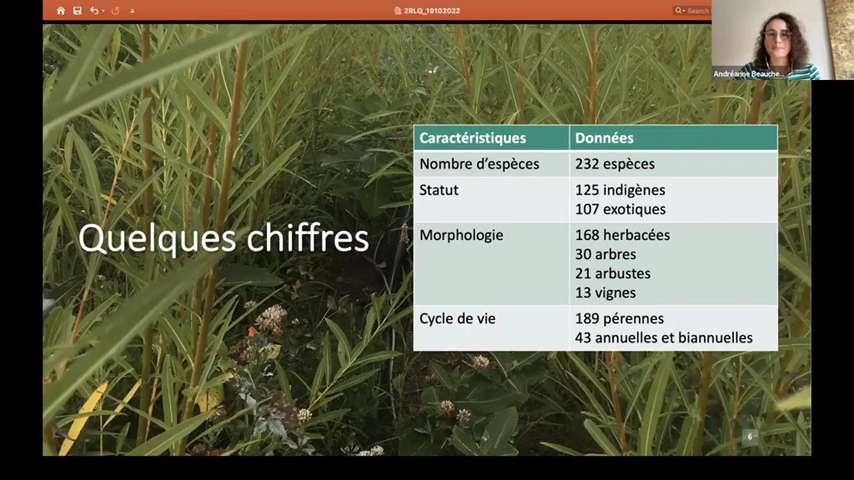 2RLQ_19102022
Search
Andréanne Beauche...
Quelques chiffres
Caractéristiques Données
Nombre d'espèces 232 espèces
Statut 125 indigènes
107 exotiques
Morphologie 168 herbacées
30 arbres
21 arbustes
13 vignes
Cycle de vie 189 pérennes
43 annuelles et biannuelles
6